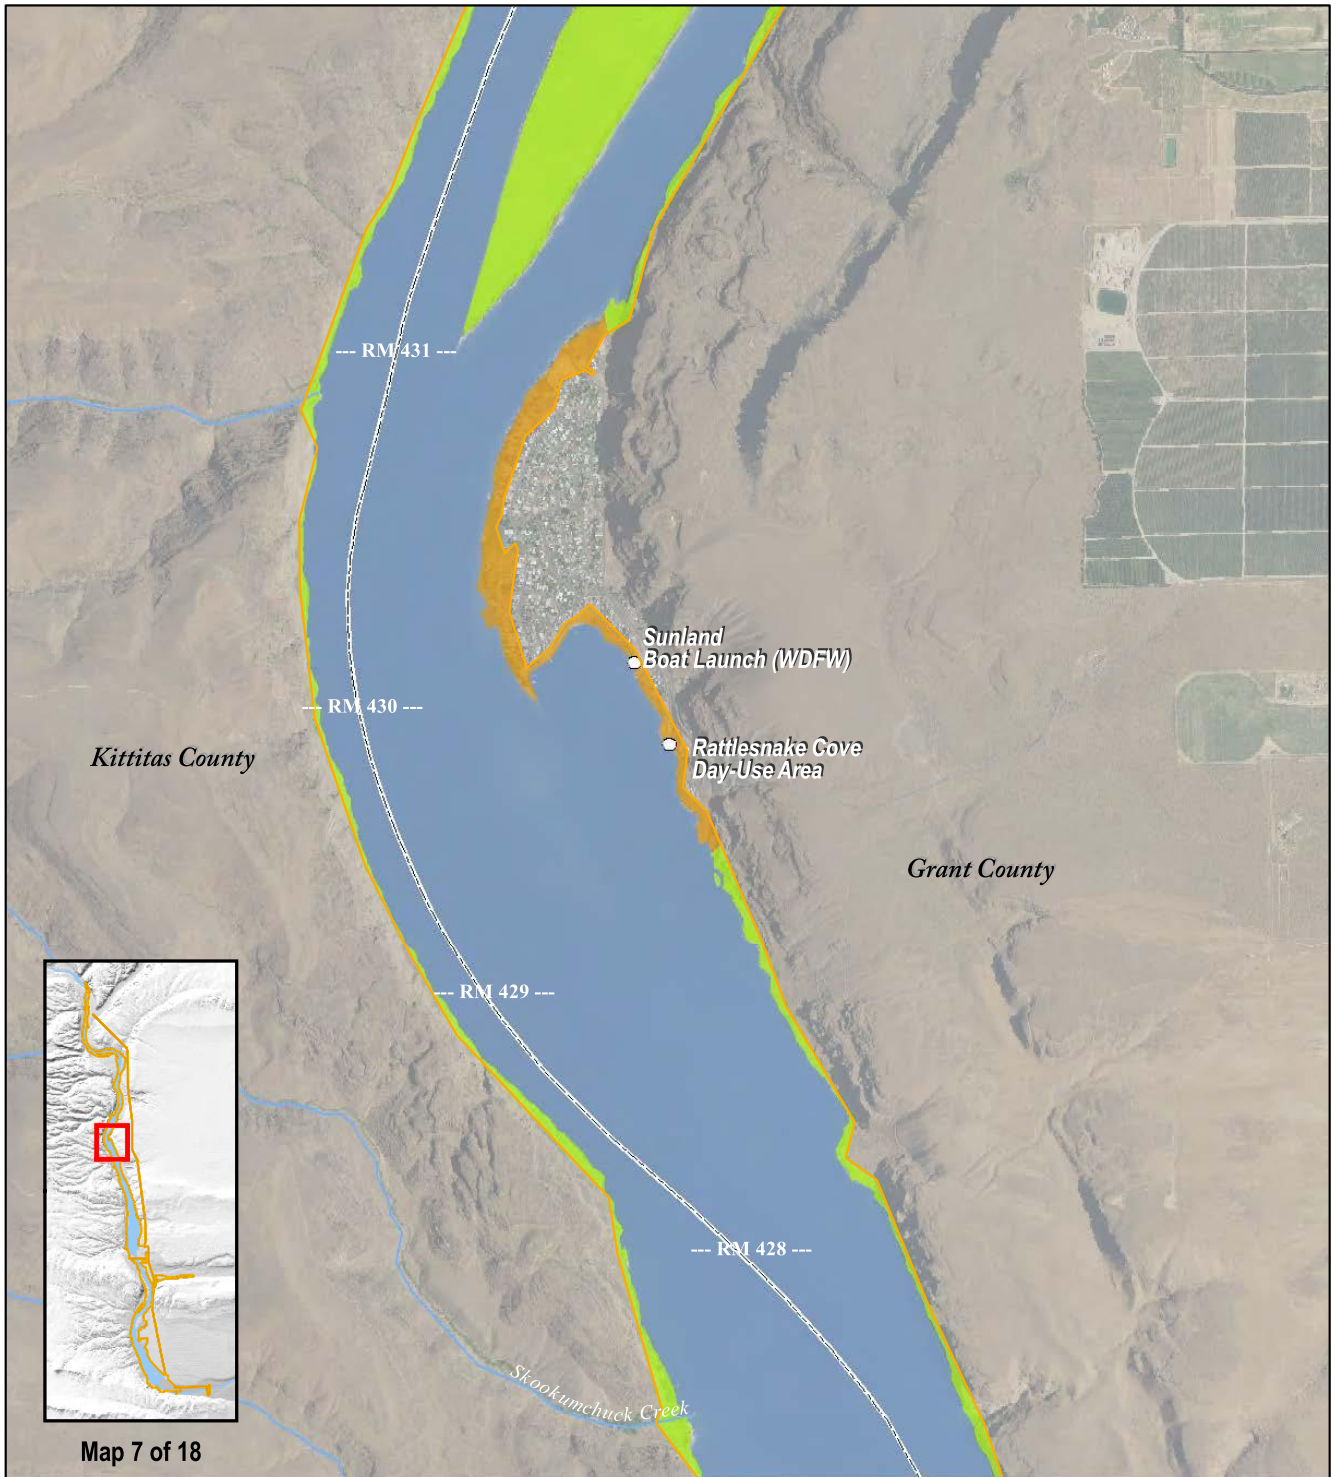 --- RM 431 ---
Sunland
Boat Launch (WDFW)
--- RM 430 ---
Rattlesnake Cove
Day-Use Area
Kittitas County
Grant County
--- RM 429 ---
--- RM 428 ---
Skookumchuck Creek
Map 7 of 18